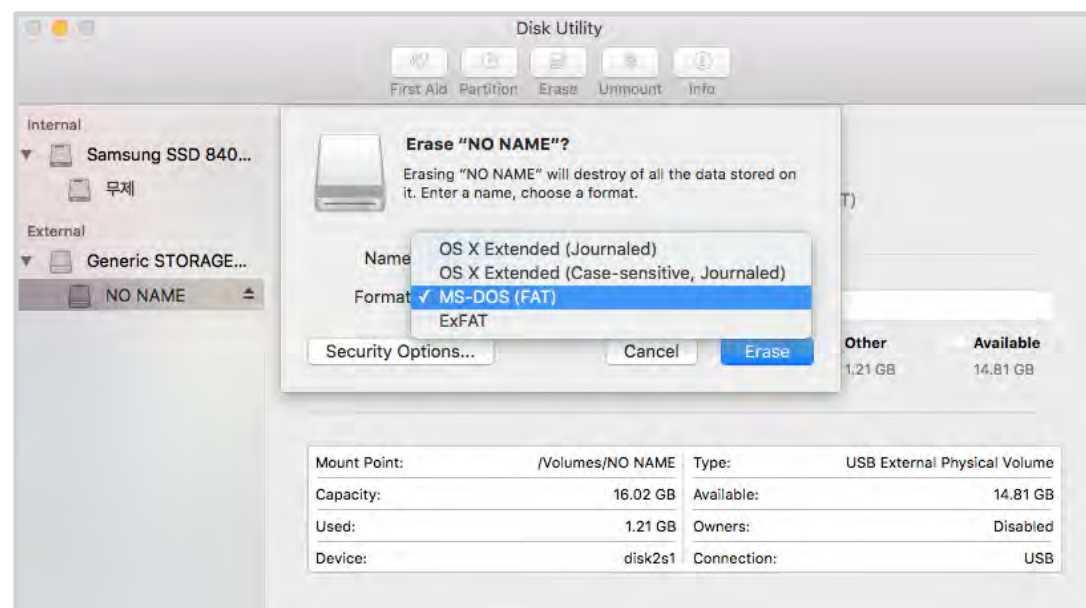 Disk Utility
First Aid Partition Erase Unmount Info
Internal
Samsung SSD 840...
무제
External
Generic STORAGE...
NO NAME
Erase "NO NAME"?
Erasing "NO NAME" will destroy of all the data stored on
it. Enter a name, choose a format.
T)
Name
OS X Extended (Journaled)
OS X Extended (Case-sensitive, Journaled)
Format ✓ MS-DOS (FAT)
ExFAT
Security Options... Cancel Erase
Other Available
1.21 GB 14.81 GB
Mount Point: /Volumes/NO NAME Type: USB External Physical Volume
Capacity: 16.02 GB Available: 14.81 GB
Used: 1.21 GB Owners: Disabled
Device: disk2s1 Connection: USB